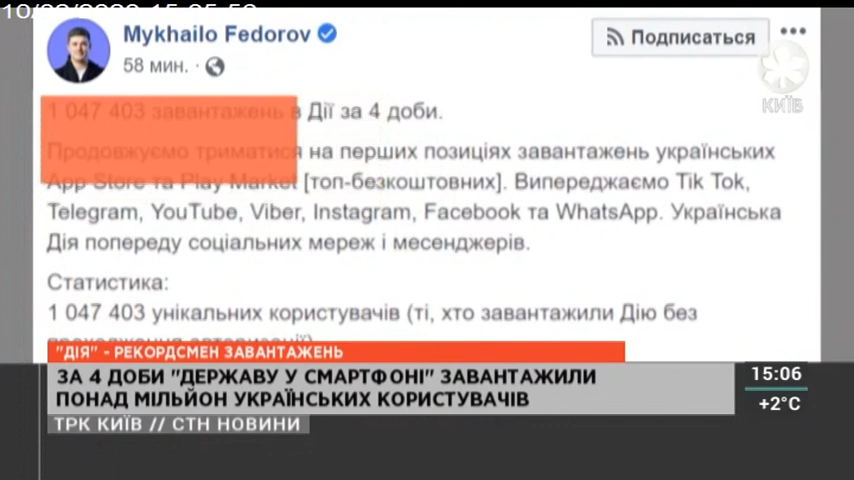 Mykhailo Fedorov
58 мин.
Подписаться
КИЇВ
1 047 403 завантажень в Дії за 4 доби.
Продовжуємо триматися на перших позиціях завантажень українських
App Store та Play Market [топ-безкоштовних]. Випереджаємо Tik Tok,
Telegram, YouTube, Viber, Instagram, Facebook та WhatsApp. Українська
Дія попереду соціальних мереж і месенджерів.
Статистика:
1 047 403 унікальних користувачів (ті, хто завантажили Дію без
"ДІЯ" - РЕКОРДСМЕН ЗАВАНТАЖЕНЬ
ЗА 4 ДОБИ "ДЕРЖАВУ У СМАРТФОНІ" ЗАВАНТАЖИЛИ
ПОНАД МІЛЬЙОН УКРАЇНСЬКИХ КОРИСТУВАЧІВ
15:06
+2°C
ТРК КИЇВ // СТН НОВИНИ